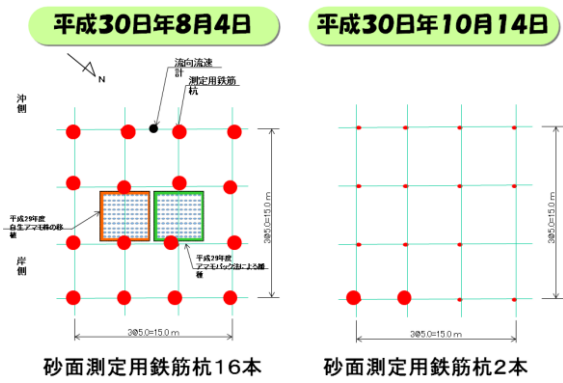 平成30日年8月4日
平成30日年10月14日
流向流速
計
測定用鉄筋
杭
N
沖
側
平成29年度
自生アマモ株の移
植
平成29年度
アマモバック法による播
種
岸
側
3@5.0=15.0 m
3@5.0=15.0 m
3@5.0=15.0 m
3@5.0=15.0 m
砂面測定用鉄筋杭16本
砂面測定用鉄筋杭2本